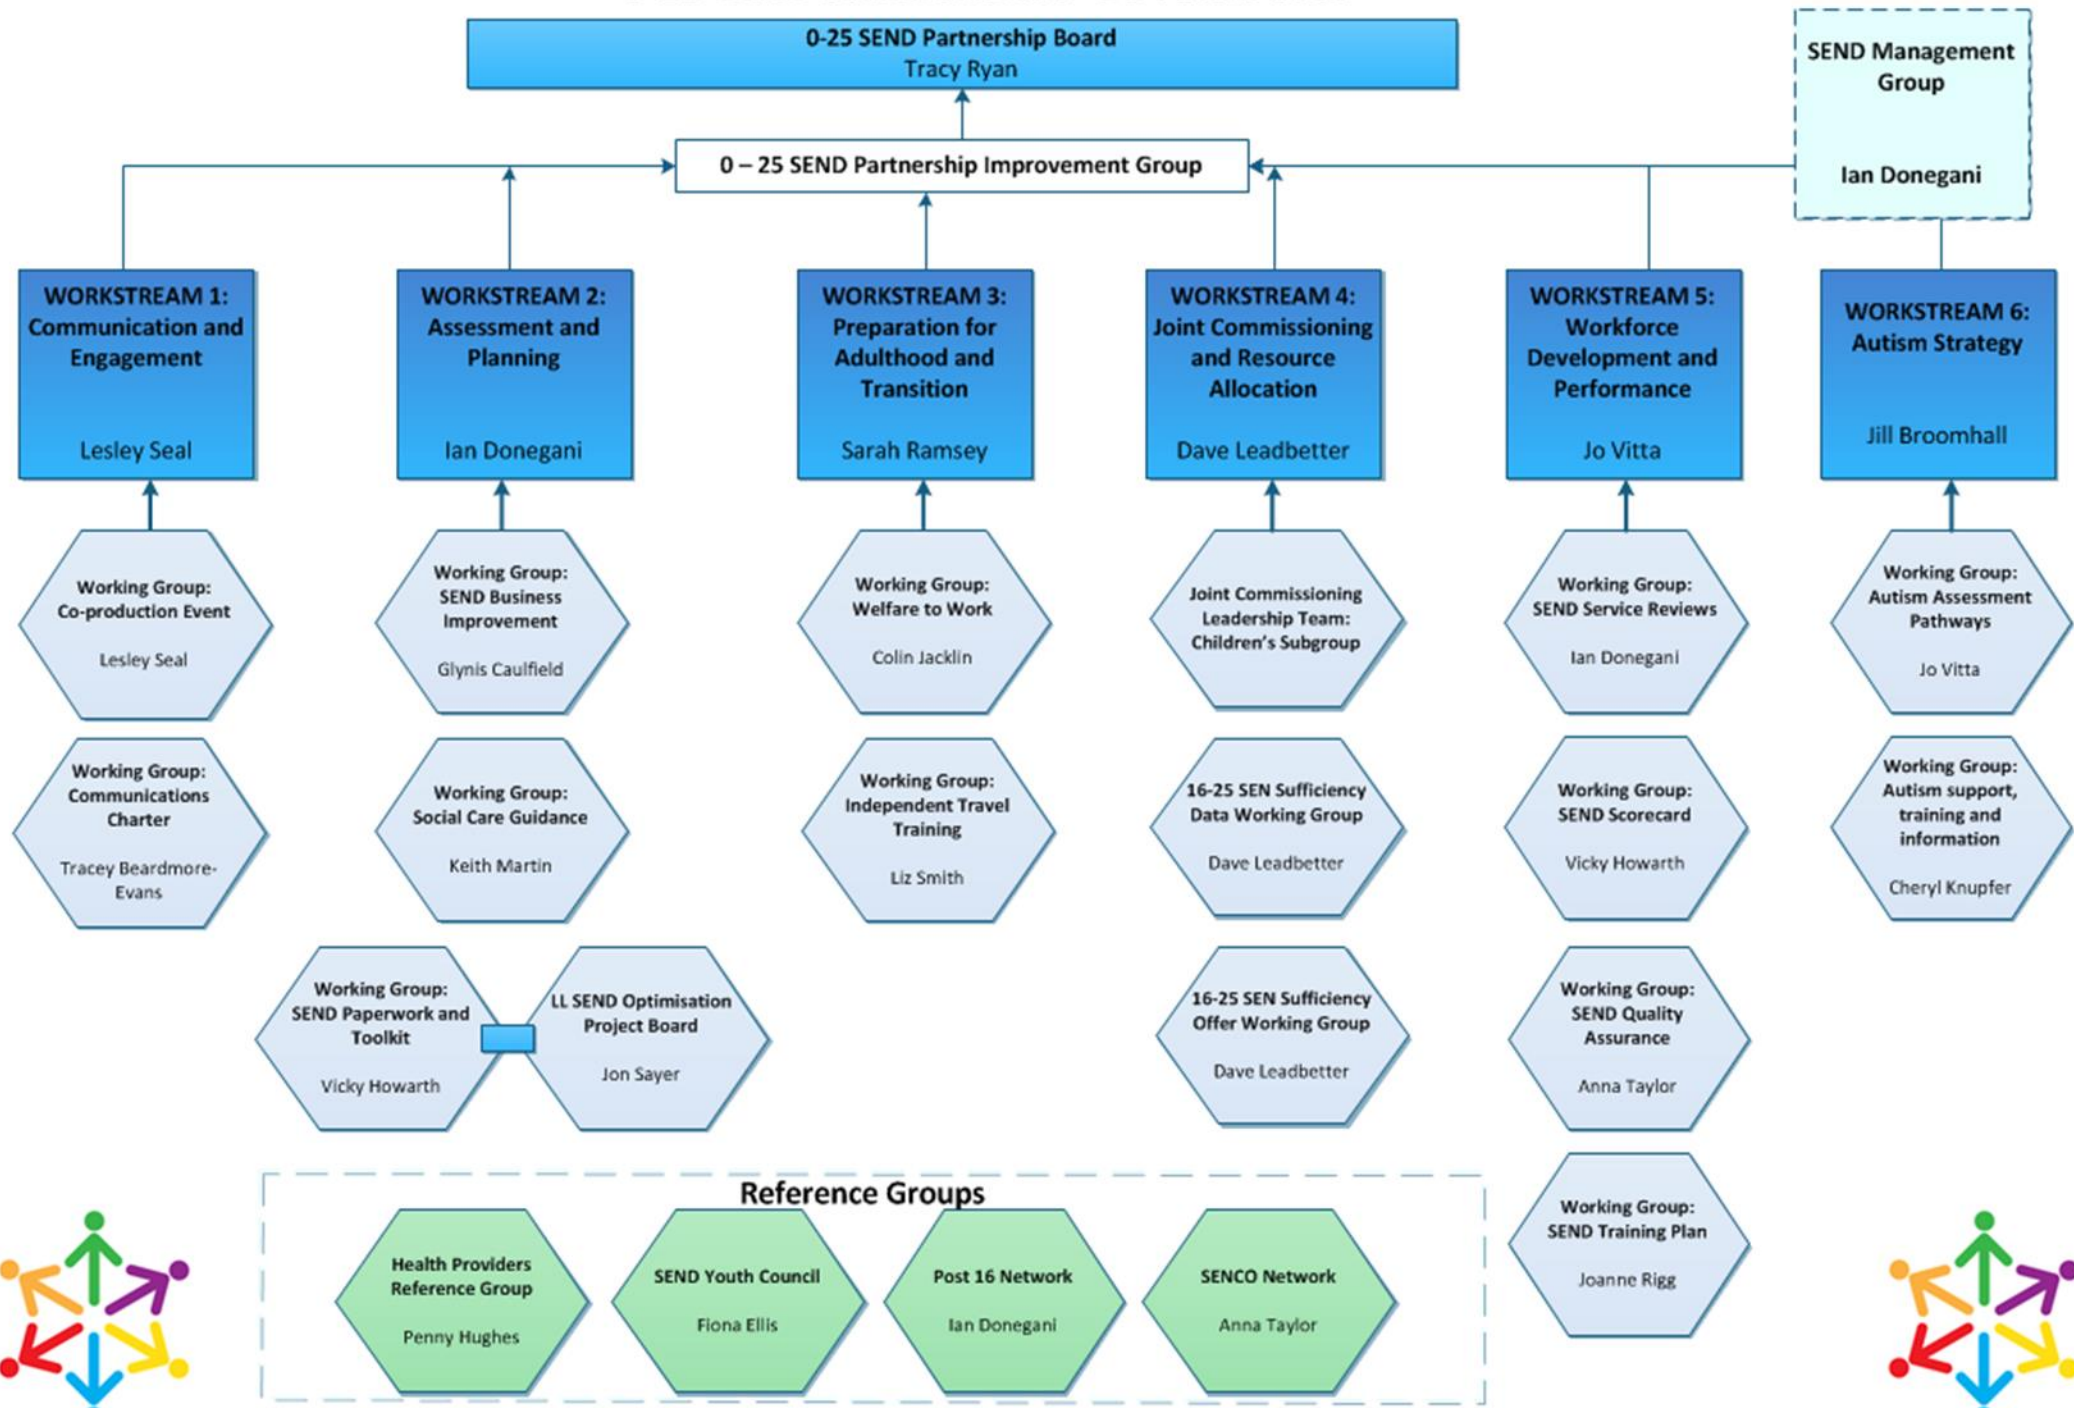 0-25 SEND Partnership Board
Tracy Ryan
SEND Management
Group
Ian Donegani
0 – 25 SEND Partnership Improvement Group
WORKSTREAM 1:
Communication and
Engagement
Lesley Seal
WORKSTREAM 2:
Assessment and
Planning
Ian Donegani
WORKSTREAM 3:
Preparation for
Adulthood and
Transition
Sarah Ramsey
WORKSTREAM 4:
Joint Commissioning
and Resource
Allocation
Dave Leadbetter
WORKSTREAM 5:
Workforce
Development and
Performance
Jo Vitta
WORKSTREAM 6:
Autism Strategy
Jill Broomhall
Working Group:
Co-production Event
Lesley Seal
Working Group:
SEND Business
Improvement
Glynis Caulfield
Working Group:
Welfare to Work
Colin Jacklin
Joint Commissioning
Leadership Team:
Children's Subgroup
Working Group:
SEND Service Reviews
Ian Donegani
Working Group:
Autism Assessment
Pathways
Jo Vitta
Working Group:
Communications
Charter
Tracey Beardmore-
Evans
Working Group:
Social Care Guidance
Keith Martin
Working Group:
Independent Travel
Training
Liz Smith
16-25 SEN Sufficiency
Data Working Group
Dave Leadbetter
Working Group:
SEND Scorecard
Vicky Howarth
Working Group:
Autism support,
training and
information
Cheryl Knupfer
Working Group:
SEND Paperwork and
Toolkit
Vicky Howarth
LL SEND Optimisation
Project Board
Jon Sayer
16-25 SEN Sufficiency
Offer Working Group
Dave Leadbetter
Working Group:
SEND Quality
Assurance
Anna Taylor
Working Group:
SEND Training Plan
Joanne Rigg
Reference Groups
Health Providers
Reference Group
Penny Hughes
SEND Youth Council
Fiona Ellis
Post 16 Network
Ian Donegani
SENCO Network
Anna Taylor